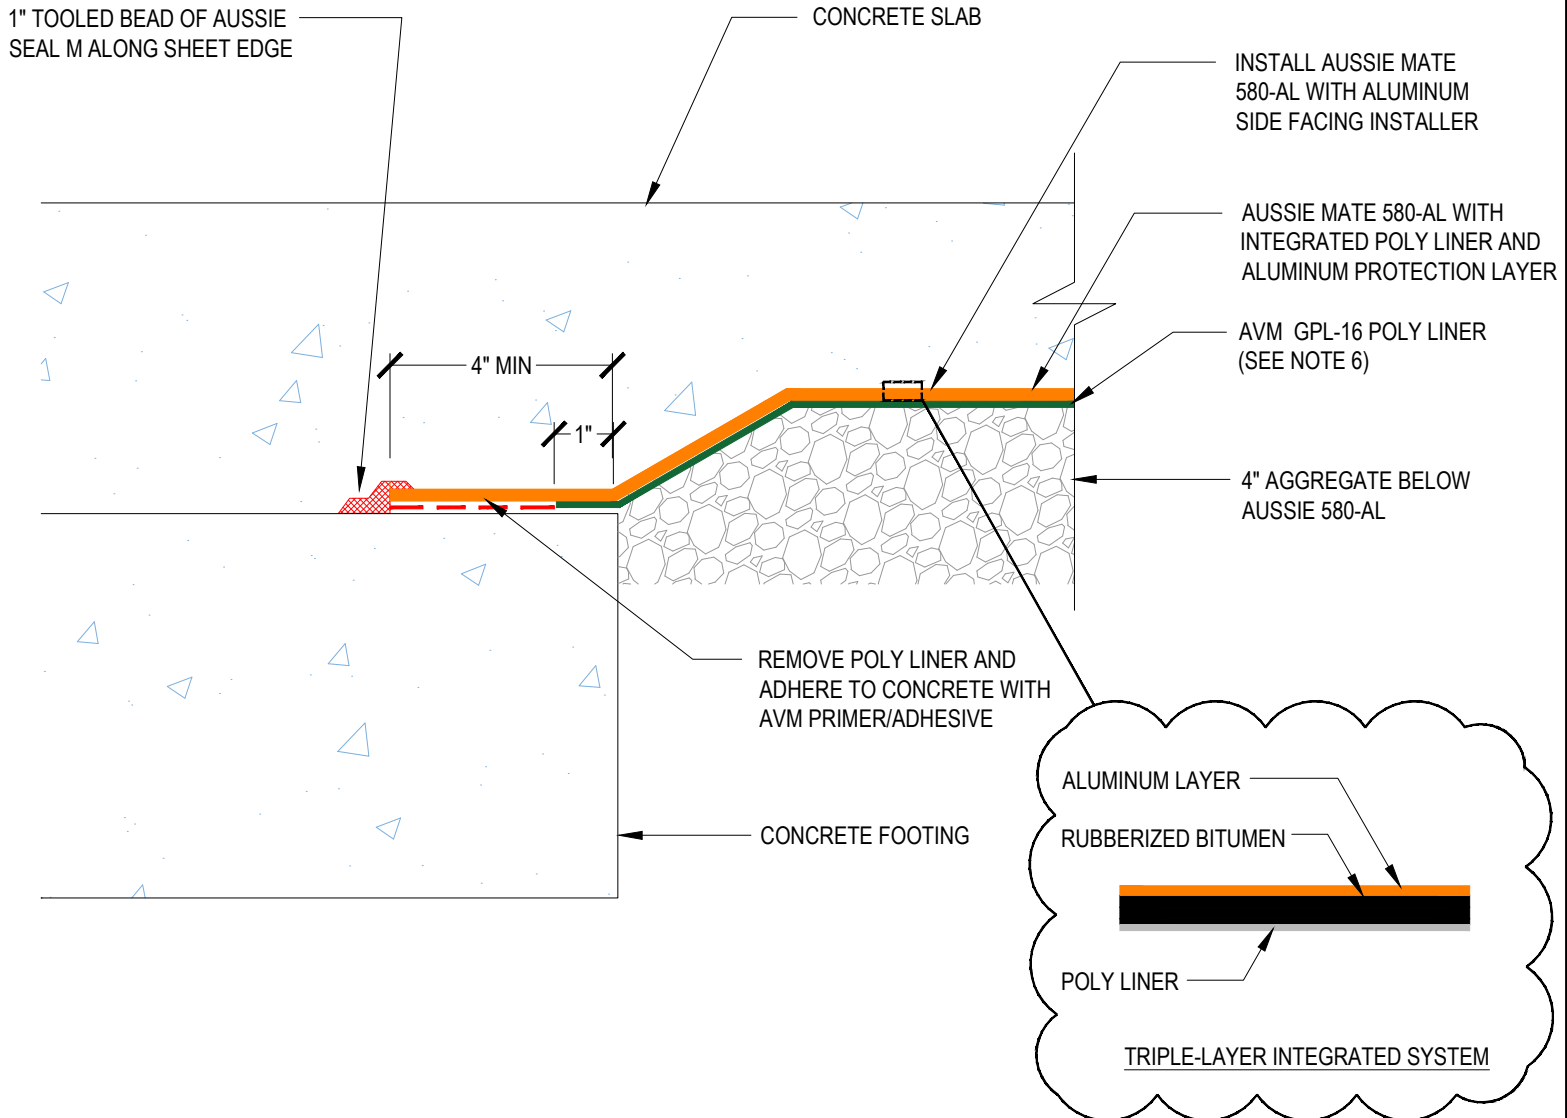 1" TOOLED BEAD OF AUSSIE
SEAL M ALONG SHEET EDGE
CONCRETE SLAB
INSTALL AUSSIE MATE
580-AL WITH ALUMINUM
SIDE FACING INSTALLER
AUSSIE MATE 580-AL WITH
INTEGRATED POLY LINER AND
ALUMINUM PROTECTION LAYER
AVM GPL-16 POLY LINER
(SEE NOTE 6)
4" MIN
1"
4" AGGREGATE BELOW
AUSSIE 580-AL
REMOVE POLY LINER AND
ADHERE TO CONCRETE WITH
AVM PRIMER/ADHESIVE
CONCRETE FOOTING
ALUMINUM LAYER
RUBBERIZED BITUMEN
POLY LINER
TRIPLE-LAYER INTEGRATED SYSTEM